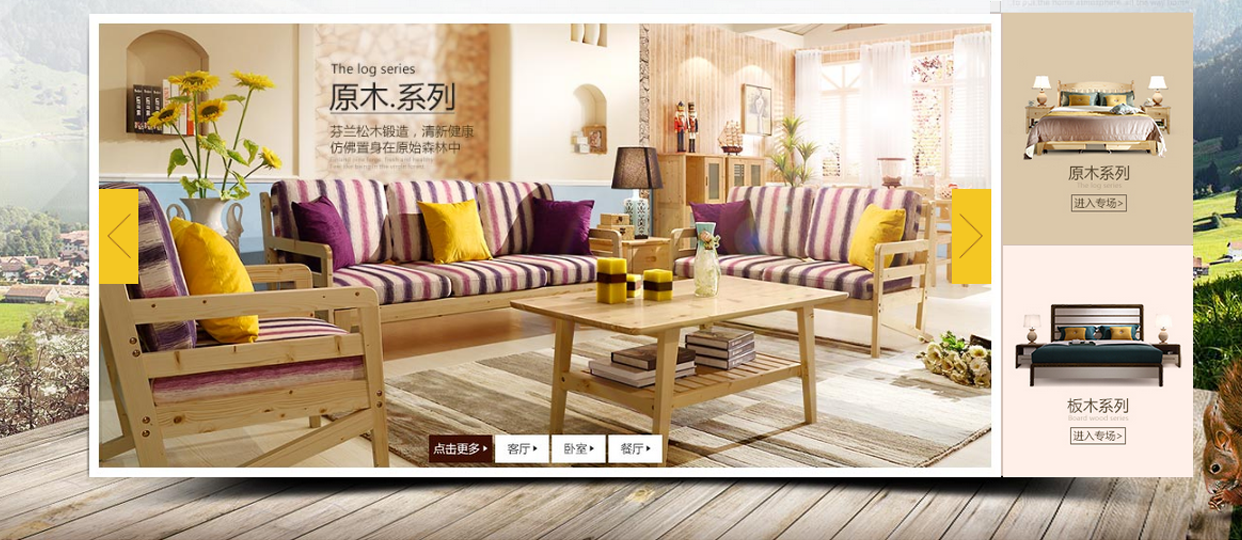 to put the home atmosphere all the way
The log series
原木.系列
芬兰松木锻造，清新健康
仿佛置身在原始森林中
点击更多
客厅
卧室
餐厅
原木系列
The log series
进入专场>
板木系列
Board wood series
进入专场>